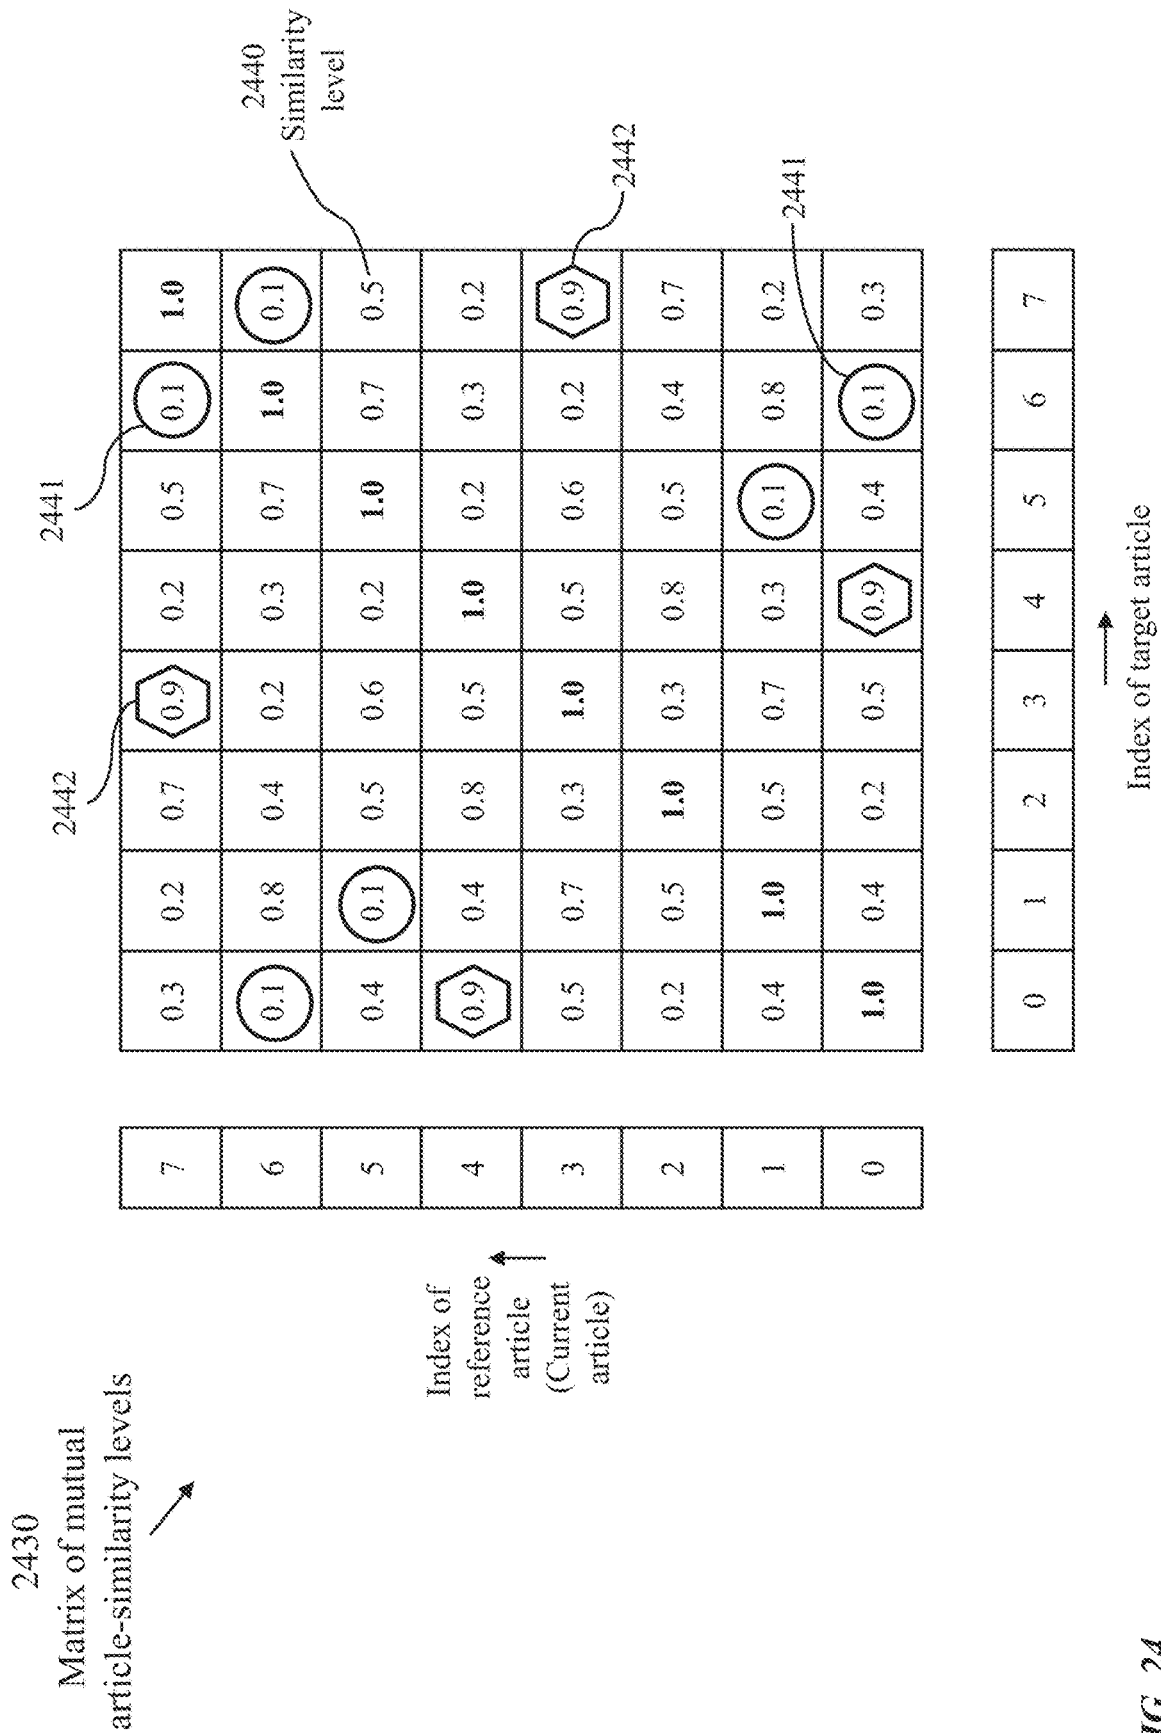 2430
Matrix of mutual
article-similarity levels
2442
2441
2440
Similarity
level
7 0.3 0.2 0.7 0.9 0.2 0.5 0.1 1.0
6 0.1 0.8 0.4 0.2 0.3 0.7 1.0 0.1
5 0.4 0.1 0.5 0.6 0.2 1.0 0.7 0.5
4 0.9 0.4 0.8 0.5 1.0 0.2 0.3 0.2
3 0.5 0.7 0.3 1.0 0.5 0.6 0.2 0.9
2 0.2 0.5 1.0 0.3 0.8 0.5 0.4 0.7
1 0.4 1.0 0.5 0.7 0.3 0.1 0.8 0.2
0 1.0 0.4 0.2 0.5 0.9 0.4 0.1 0.3
Index of
reference
article
(Current
article)
2442
2441
0 1 2 3 4 5 6 7
Index of target article